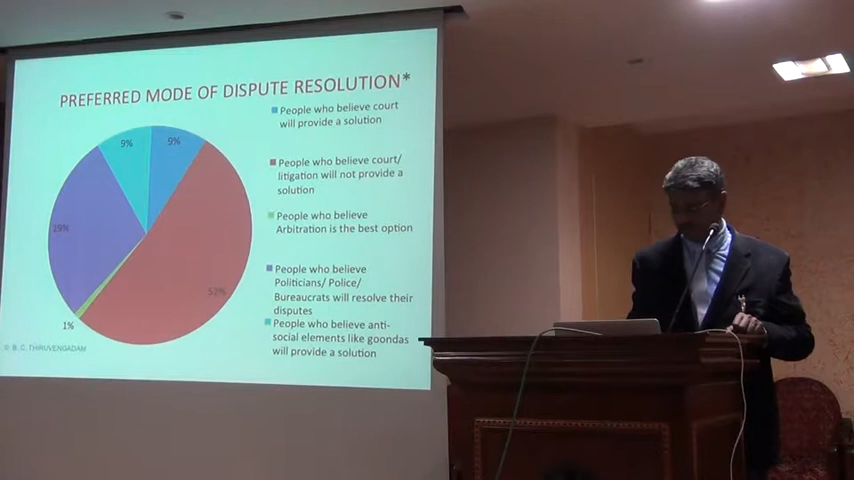 PREFERRED MODE OF DISPUTE RESOLUTION*
9%
9%
29%
52%
1%
People who believe court
will provide a solution
People who believe court/
litigation will not provide a
solution
People who believe
Arbitration is the best option
People who believe
Politicians/ Police/
Bureaucrats will resolve their
disputes
People who believe anti-
social elements like goondas
will provide a solution
© B. C. THIRUVENGADAM